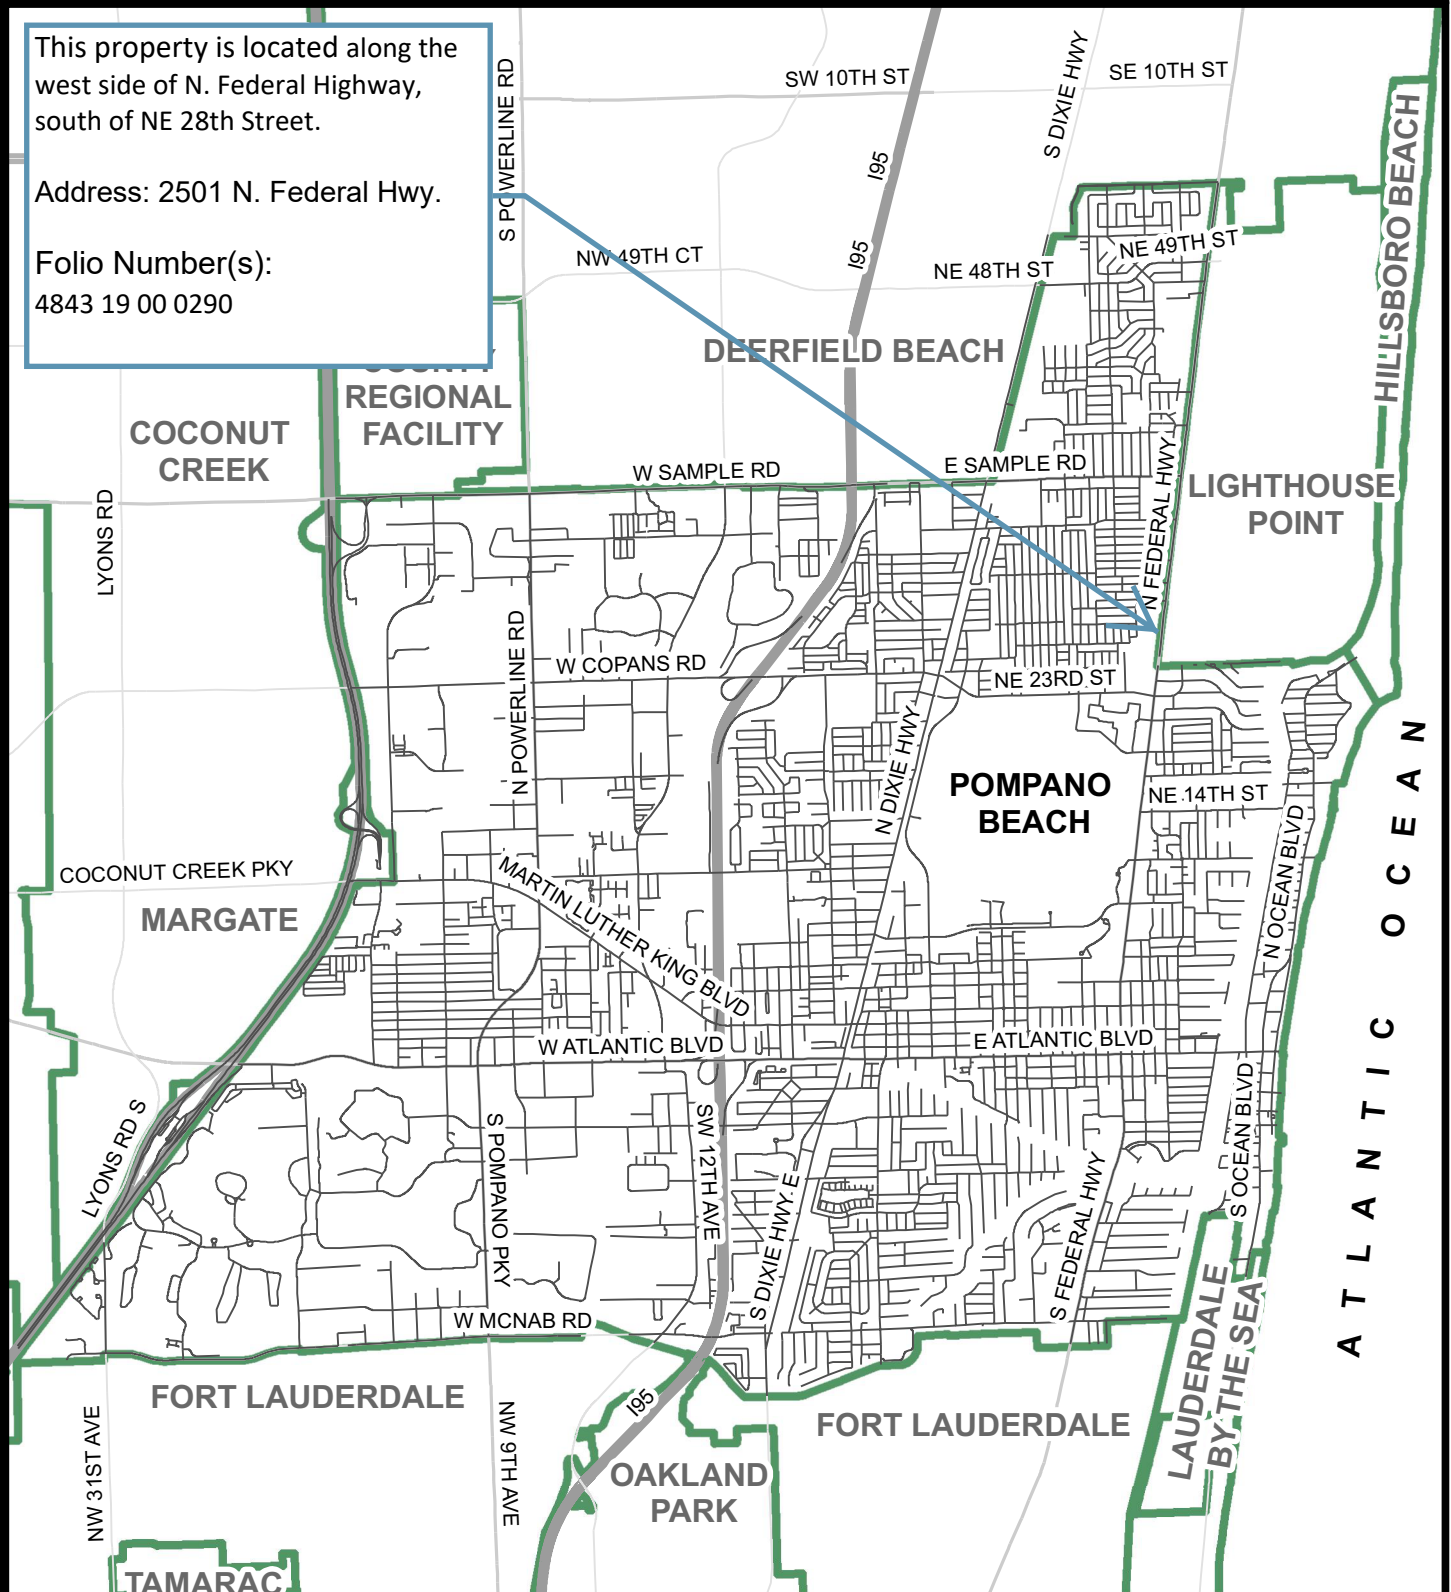 This property is located along the
west side of N. Federal Highway,
south of NE 28th Street.
Address: 2501 N. Federal Hwy.
Folio Number(s):
4843 19 00 0290
S POWERLINE RD
SW 10TH ST
SE 10TH ST
S DIXIE HWY
I95
I95
HILLSBORO BEACH
NW 49TH CT
NE 48TH ST
NE 49TH ST
DEERFIELD BEACH
COUNTY
REGIONAL
FACILITY
COCONUT
CREEK
W SAMPLE RD
E SAMPLE RD
LIGHTHOUSE
POINT
LYONS RD
N FEDERAL HWY
N POWERLINE RD
W COPANS RD
NE 23RD ST
N DIXIE HWY
POMPANO
BEACH
NE 14TH ST
COCONUT CREEK PKY
MARGATE
MARTIN LUTHER KING BLVD
N OCEAN BLVD
ATLANTIC OCEAN
W ATLANTIC BLVD
E ATLANTIC BLVD
LYONS RD S
S POMPANO PKY
SW 12TH AVE
S DIXIE HWY E
S FEDERAL HWY
S OCEAN BLVD
W MCNAB RD
LAUDERDALE
BY THE SEA
FORT LAUDERDALE
FORT LAUDERDALE
I95
NW 31ST AVE
NW 9TH AVE
OAKLAND
PARK
TAMARAC